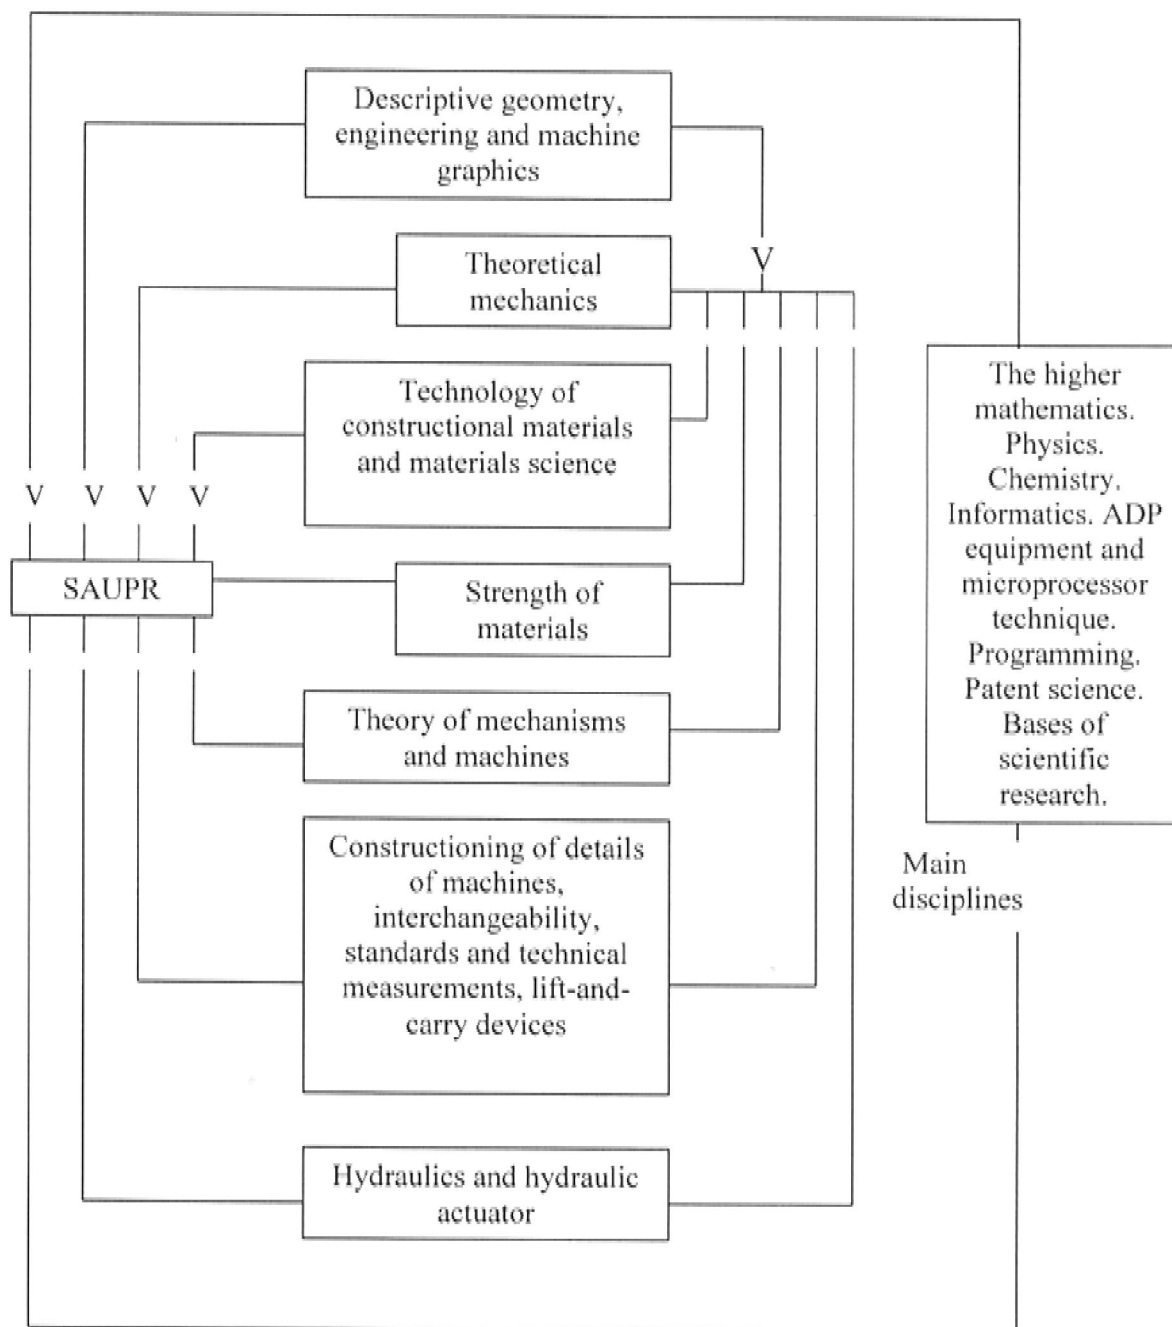 Descriptive geometry,
engineering and machine
graphics
V
Theoretical
mechanics
Technology of
constructional materials
and materials science
V V V V
SAUPR
Strength of
materials
Theory of mechanisms
and machines
Constructioning of details
of machines,
interchangeability,
standards and technical
measurements, lift-and-
carry devices
Hydraulics and hydraulic
actuator
The higher
mathematics.
Physics.
Chemistry.
Informatics. ADP
equipment and
microprocessor
technique.
Programming.
Patent science.
Bases of
scientific
research.
Main
disciplines